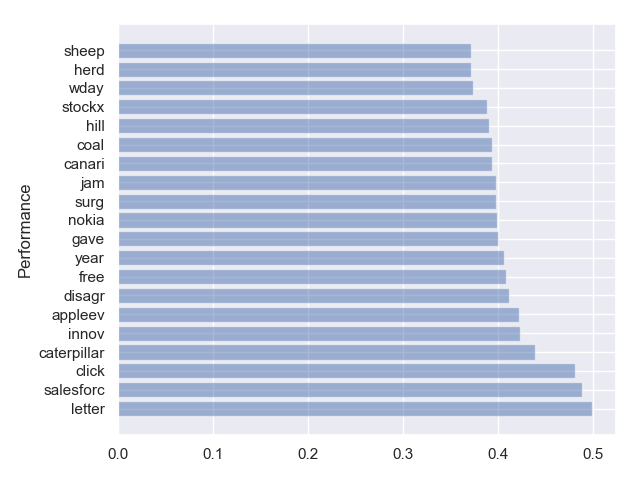 sheep
herd
wday
stockx
hill
coal
canari
jam
surg
nokia
gave
year
free
disagr
appleev
innov
caterpillar
click
salesforc
letter
Performance
0.0 0.1 0.2 0.3 0.4 0.5